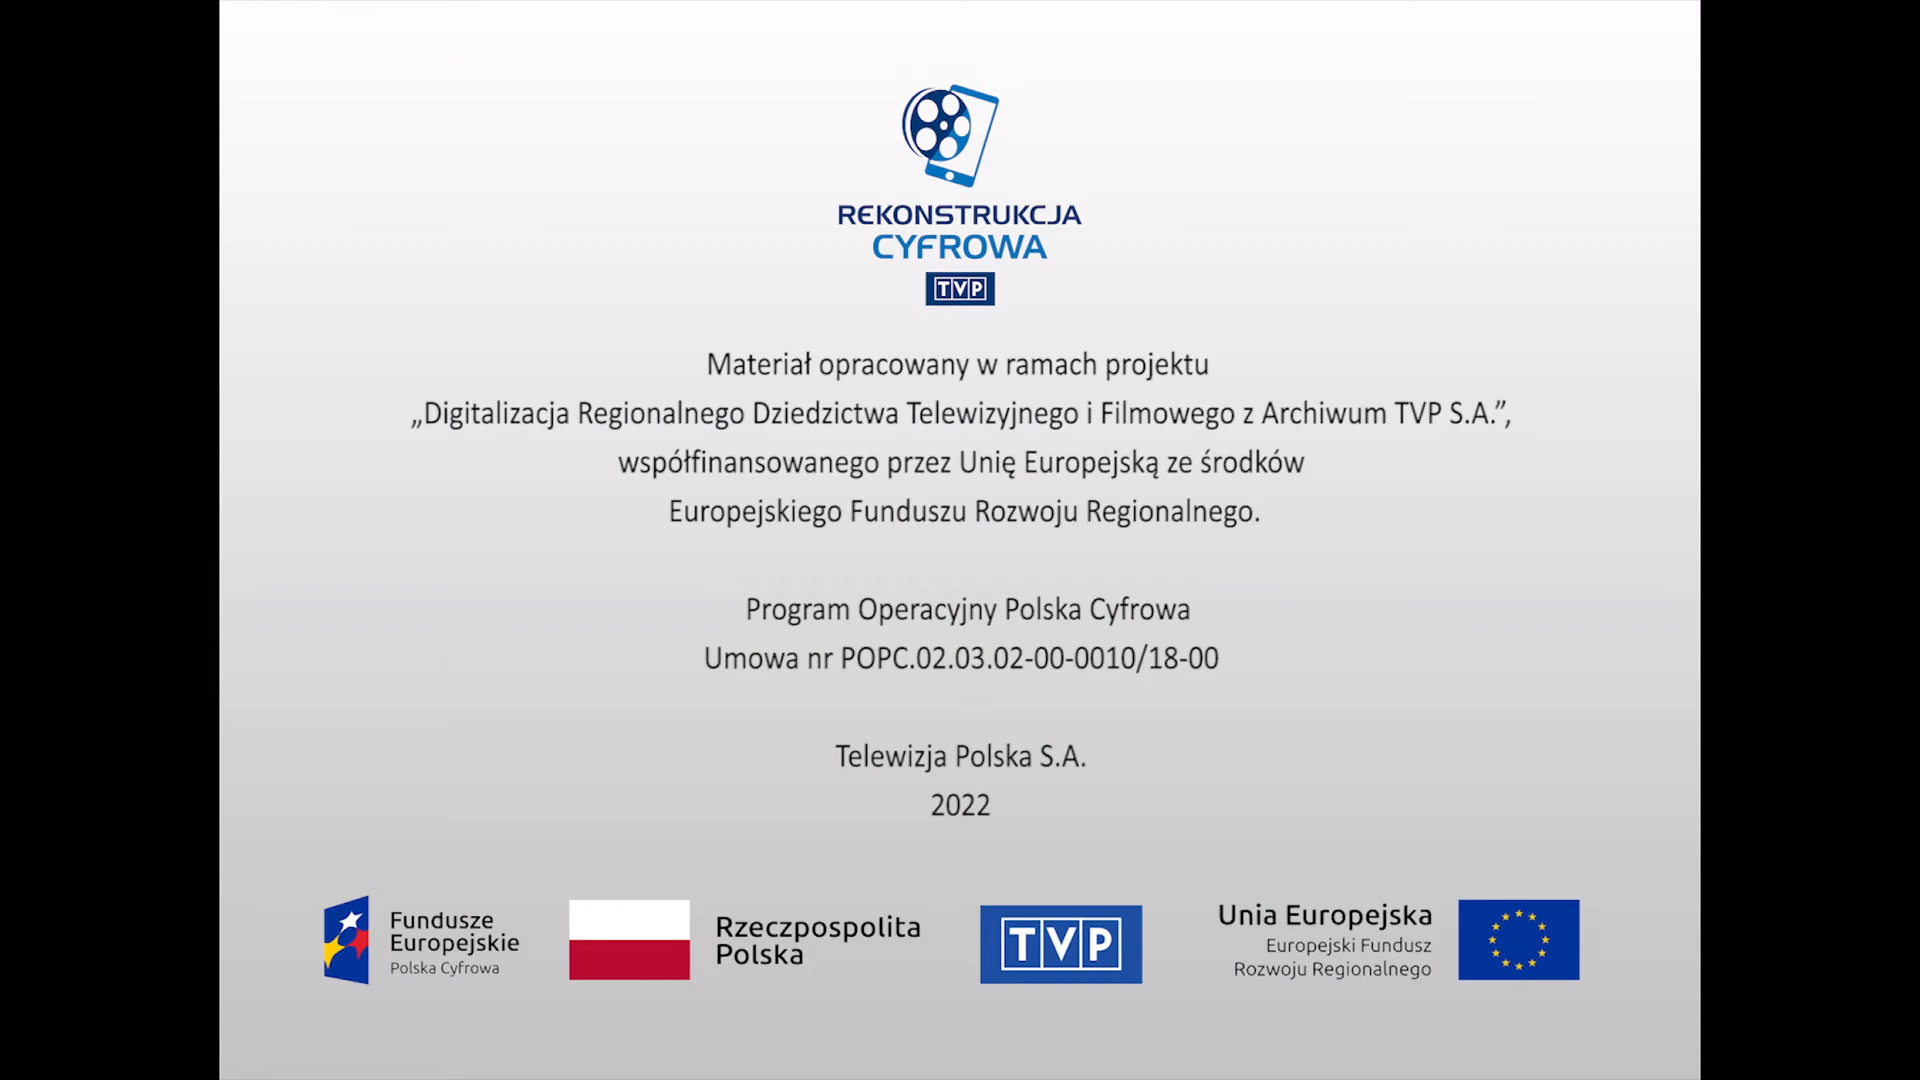 REKONSTRUKCJA
CYFROWA
TVP
Materiał opracowany w ramach projektu
„Digitalizacja Regionalnego Dziedzictwa Telewizyjnego i Filmowego z Archiwum TVP S.A.”,
współfinansowanego przez Unię Europejską ze środków
Europejskiego Funduszu Rozwoju Regionalnego.
Program Operacyjny Polska Cyfrowa
Umowa nr POPC.02.03.02-00-0010/18-00
Telewizja Polska S.A.
2022
Fundusze
Europejskie
Polska Cyfrowa
Rzeczpospolita
Polska
TVP
Unia Europejska
Europejski Fundusz
Rozwoju Regionalnego